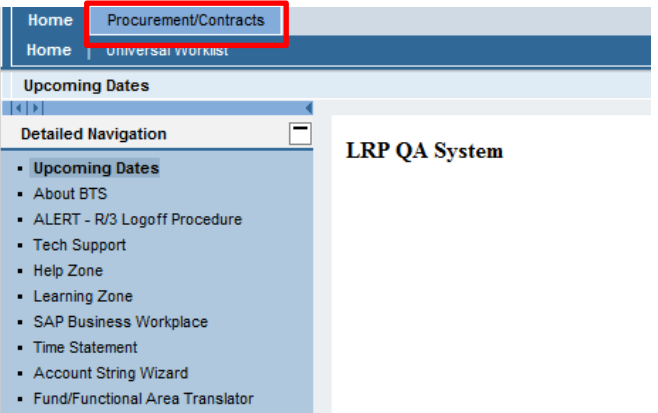 Home Procurement/Contracts
Home | Universal Worklist
Upcoming Dates
Detailed Navigation
LRP QA System
Upcoming Dates
About BTS
ALERT - R/3 Logoff Procedure
Tech Support
Help Zone
Learning Zone
SAP Business Workplace
Time Statement
Account String Wizard
Fund/Functional Area Translator